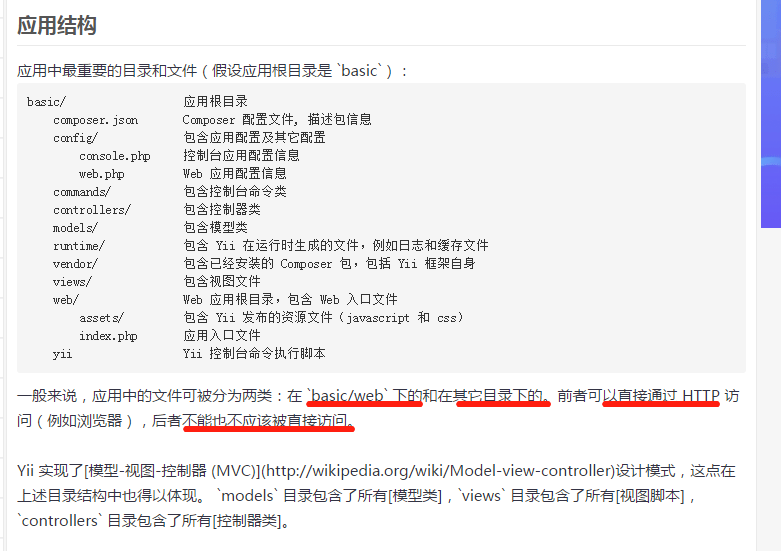 应用结构
应用中最重要的目录和文件（假设应用根目录是 `basic`）：
basic/ 应用根目录
composer.json Composer 配置文件, 描述包信息
config/ 包含应用配置及其它配置
console.php 控制台应用配置信息
web.php Web 应用配置信息
commands/ 包含控制台命令类
controllers/ 包含控制器类
models/ 包含模型类
runtime/ 包含 Yii 在运行时生成的文件，例如日志和缓存文件
vendor/ 包含已经安装的 Composer 包，包括 Yii 框架自身
views/ 包含视图文件
web/ Web 应用根目录，包含 Web 入口文件
assets/ 包含 Yii 发布的资源文件（javascript 和 css）
index.php 应用入口文件
yii Yii 控制台命令执行脚本
一般来说，应用中的文件可被分为两类：在 `basic/web` 下的和在其它目录下的。前者可以直接通过 HTTP 访
问（例如浏览器），后者不能也不应该被直接访问。
Yii 实现了[模型-视图-控制器 (MVC)](http://wikipedia.org/wiki/Model-view-controller)设计模式，这点在
上述目录结构中也得以体现。 `models` 目录包含了所有[模型类]，`views` 目录包含了所有[视图脚本]，
`controllers` 目录包含了所有[控制器类]。